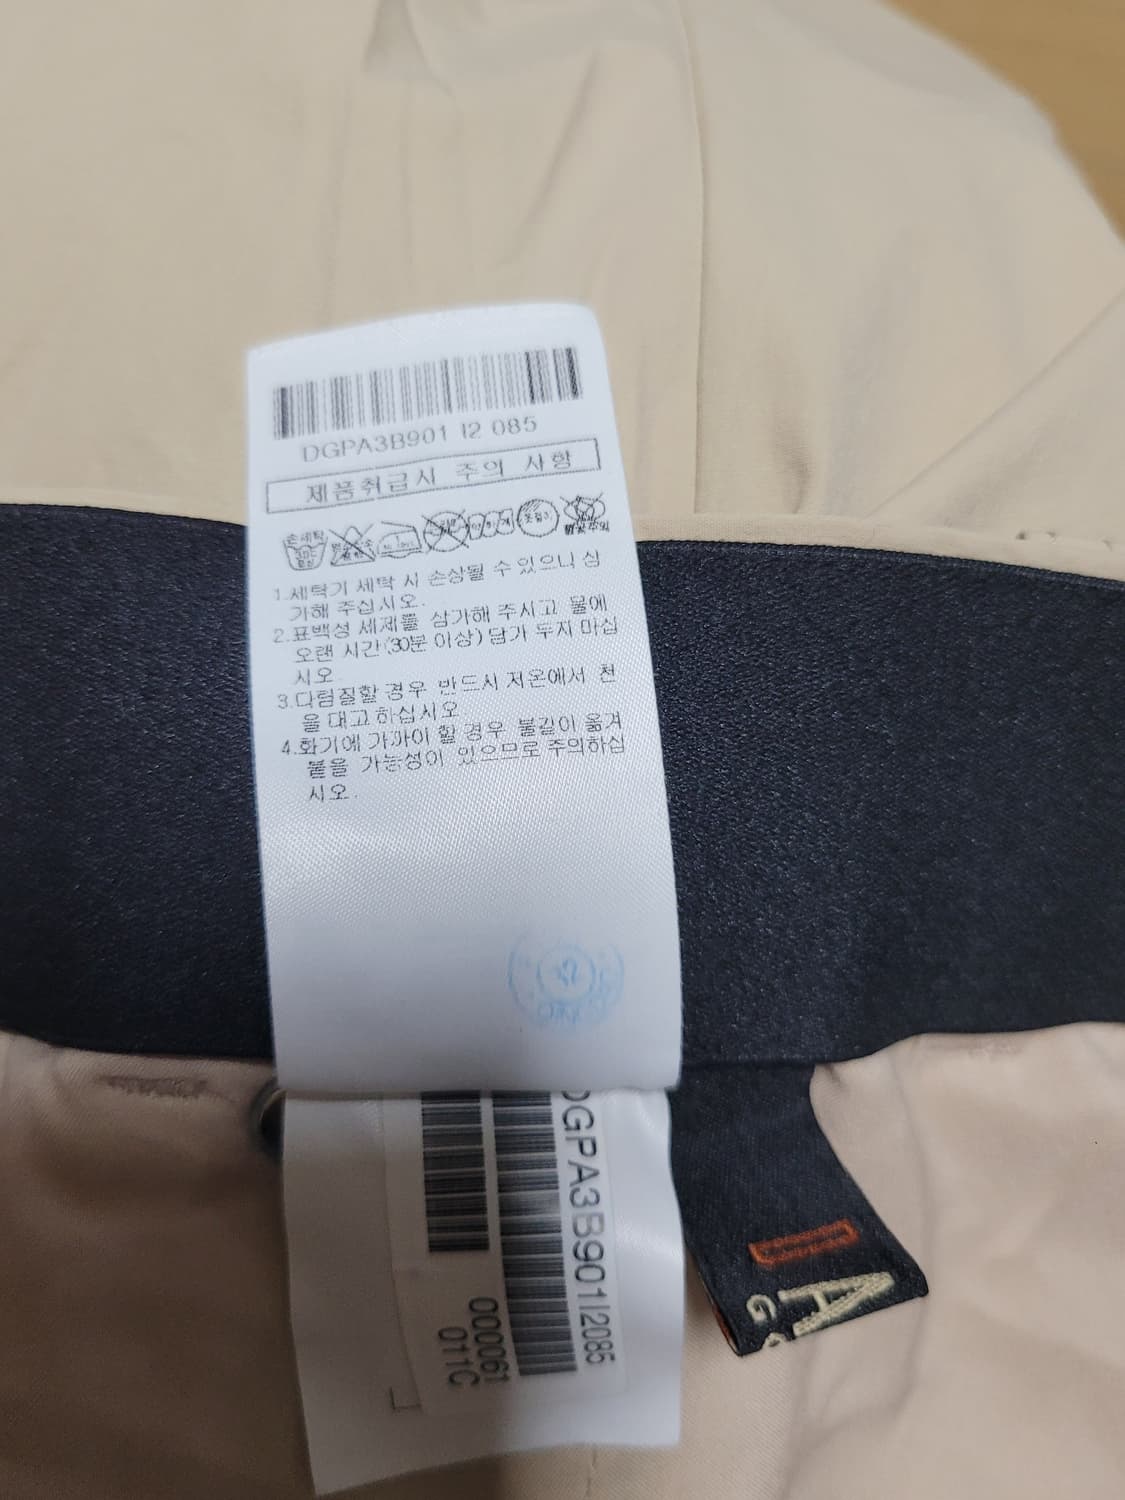 DGPA3B901 I2 085
제품취급시 주의 사항
손세탁
1.세탁기 세탁 시 손상될 수 있으니 삼
가해 주십시오.
2.표백성 세제를 삼가해 주시고 물에
오랜 시간(30분 이상)담가 두지 마십
시오.
3.다림질할 경우 반드시 저온에서 천
을 대고 하십시오
4.화기에 가까이 할 경우 불길이 옮겨
붙을 가능성이 있으므로 주의하십
시오.
DGPA3B901I2085
000061
011C